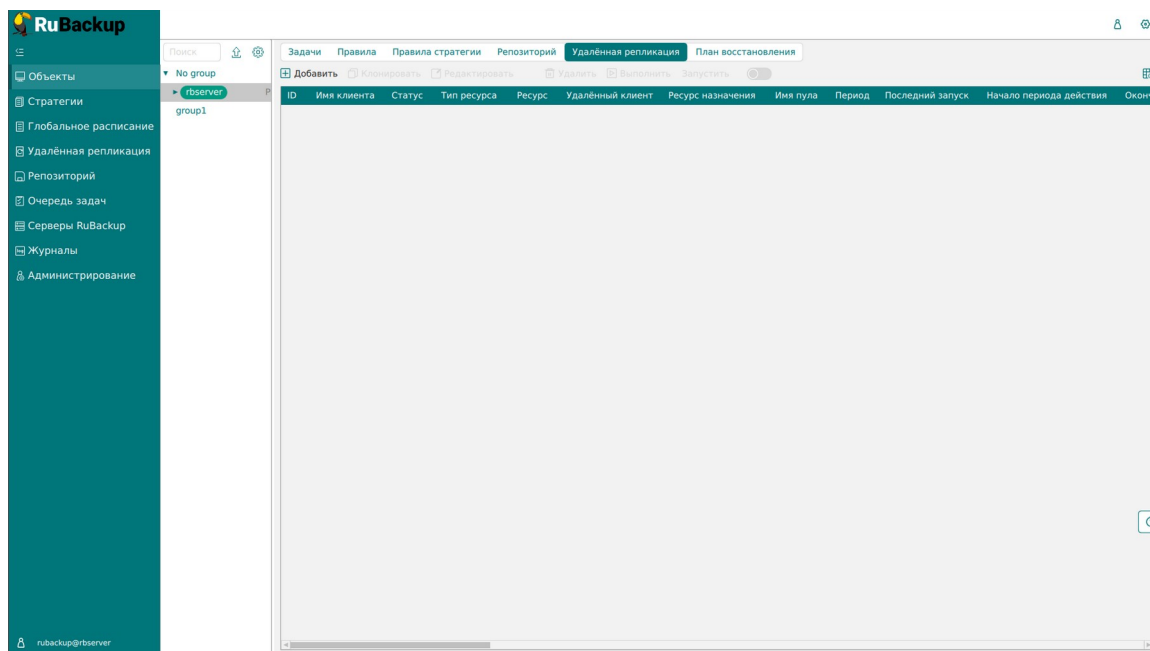 RuBackup
Объекты
Стратегии
Глобальное расписание
Удалённая репликация
Репозиторий
Очередь задач
Серверы RuBackup
Журналы
Администрирование
rubackup@rbserver
Поиск
No group
rbserver
group1
Задачи Правила Правила стратегии Репозиторий Удалённая репликация План восстановления
Добавить Клонировать Редактировать Удалить Выполнить Запустить
ID Имя клиента Статус Тип ресурса Ресурс Удалённый клиент Ресурс назначения Имя пула Период Последний запуск Начало периода действия